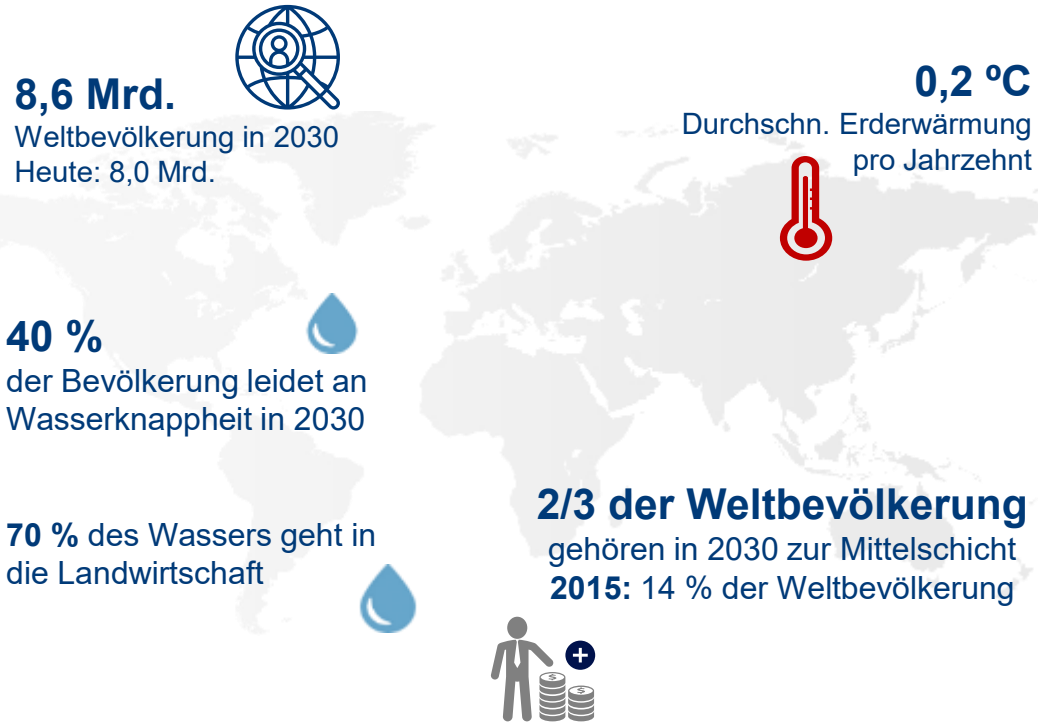 8,6 Mrd.
Weltbevölkerung in 2030
Heute: 8,0 Mrd.
0,2 ºC
Durchschn. Erderwärmung
pro Jahrzehnt
40 %
der Bevölkerung leidet an
Wasserknappheit in 2030
70 % des Wassers geht in
die Landwirtschaft
2/3 der Weltbevölkerung
gehören in 2030 zur Mittelschicht
2015: 14 % der Weltbevölkerung
+
$
$